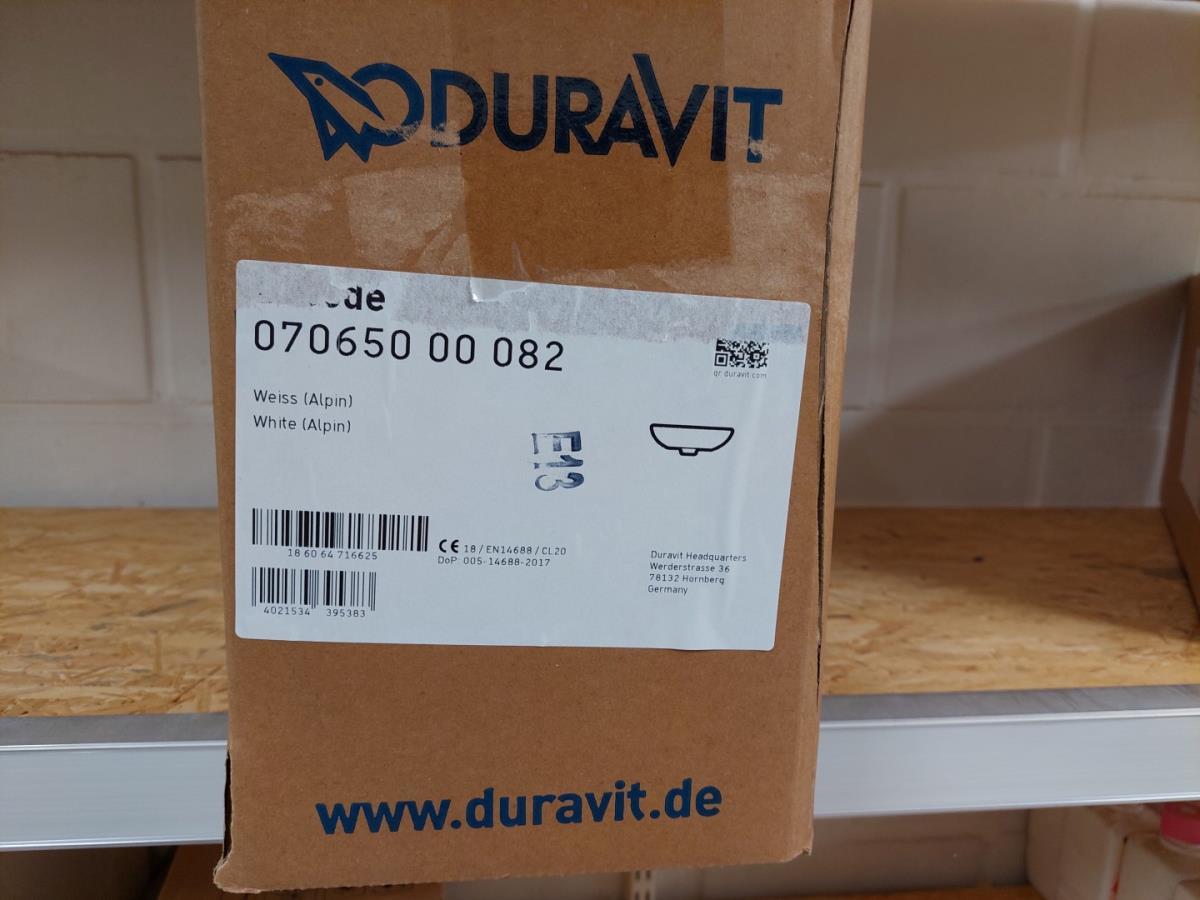 DURAVIT
070650 00 082
qr.duravit.com
Weiss (Alpin)
White (Alpin)
E13
18 60 64 716625
CE 18 / EN14688 / CL20
DoP: 005-14688-2017
4021534 395383
Duravit Headquarters
Werderstrasse 36
78132 Hornberg
Germany
www.duravit.de